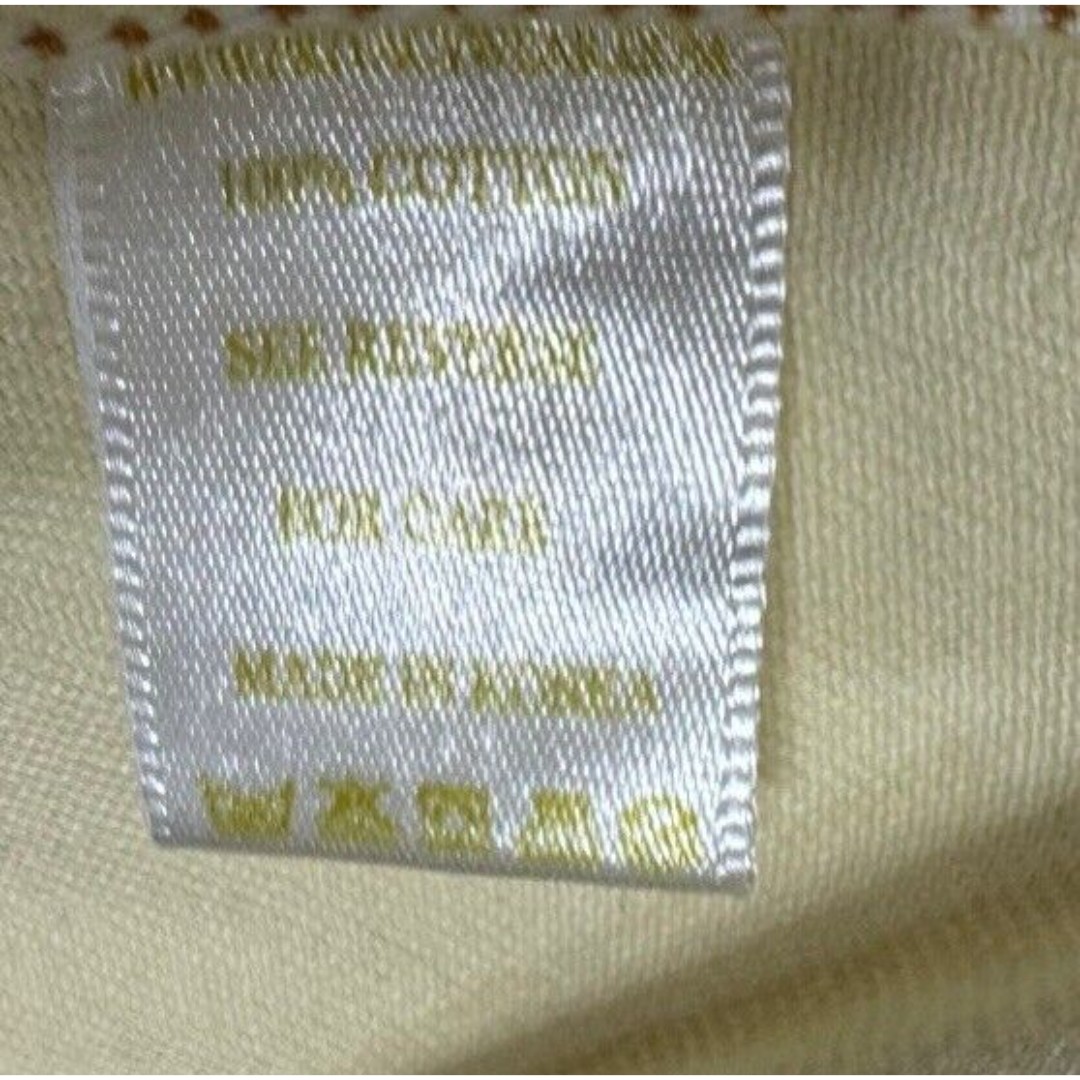 100% COTTON
SEE REVERSE
FOR CARE
MADE IN KOREA